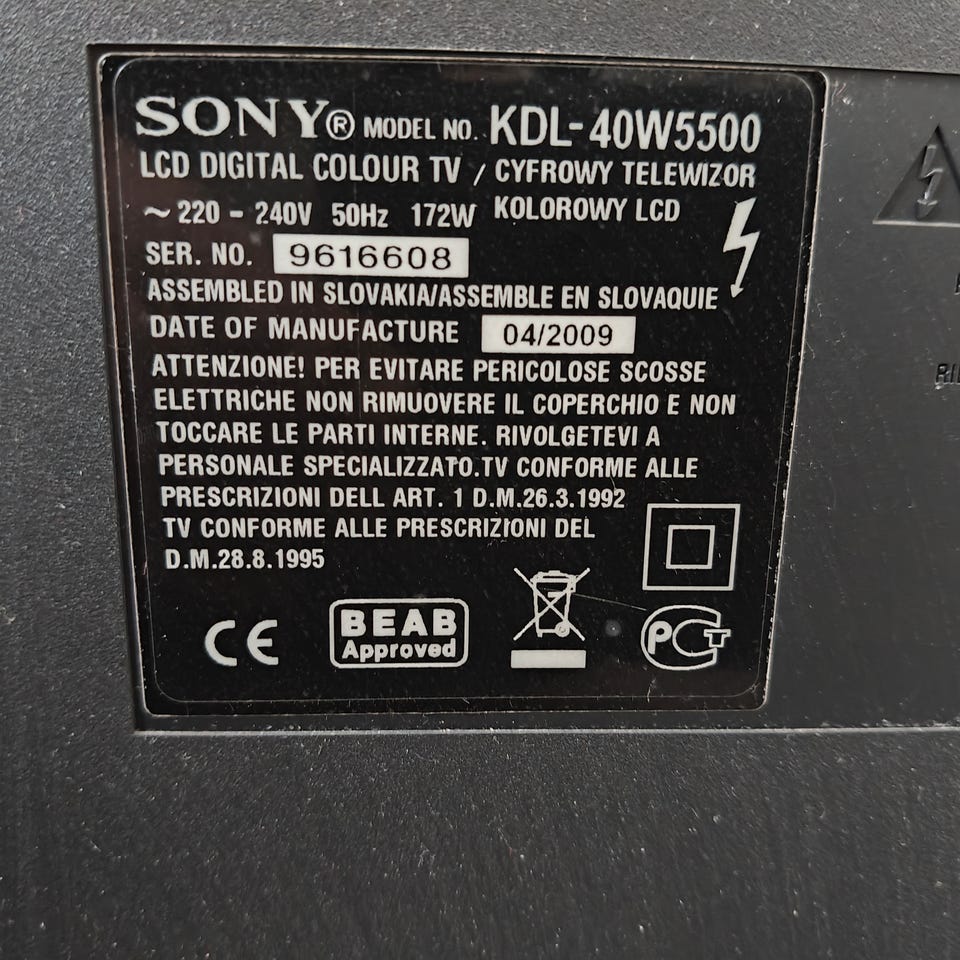 SONY® MODEL NO. KDL-40W5500
LCD DIGITAL COLOUR TV / CYFROWY TELEWIZOR
~ 220 - 240V 50Hz 172W KOLOROWY LCD
SER. NO. 9616608
ASSEMBLED IN SLOVAKIA/ASSEMBLE EN SLOVAQUIE
DATE OF MANUFACTURE 04/2009
ATTENZIONE! PER EVITARE PERICOLOSE SCOSSE
ELETTRICHE NON RIMUOVERE IL COPERCHIO E NON
TOCCARE LE PARTI INTERNE. RIVOLGETEVI A
PERSONALE SPECIALIZZATO.TV CONFORME ALLE
PRESCRIZIONI DELL ART. 1 D.M.26.3.1992
TV CONFORME ALLE PRESCRIZIONI DEL
D.M.28.8.1995
CE
BEAB
Approved
PCT